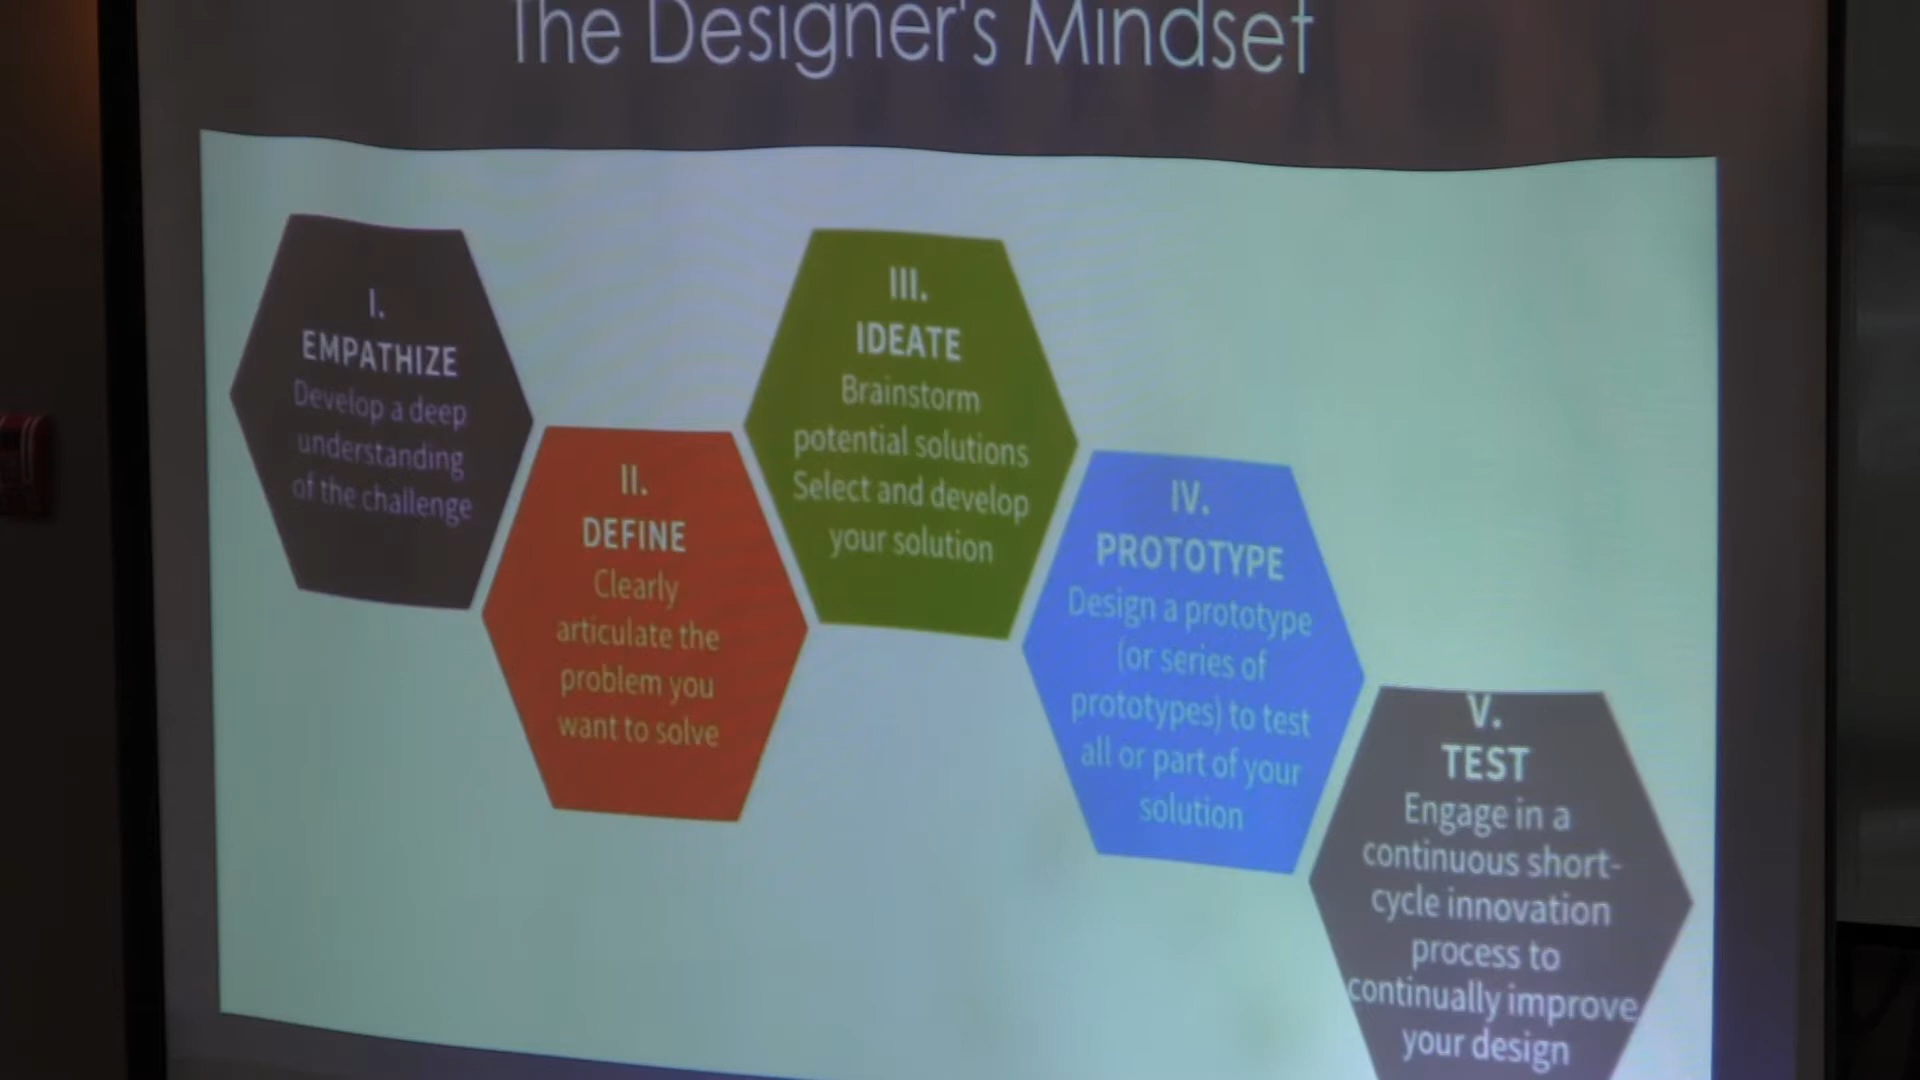 The Designer's Mindset
I.
EMPATHIZE
Develop a deep
understanding
of the challenge
II.
DEFINE
Clearly
articulate the
problem you
want to solve
III.
IDEATE
Brainstorm
potential solutions
Select and develop
your solution
IV.
PROTOTYPE
Design a prototype
(or series of
prototypes) to test
all or part of your
solution
V.
TEST
Engage in a
continuous short-
cycle innovation
process to
continually improve
your design